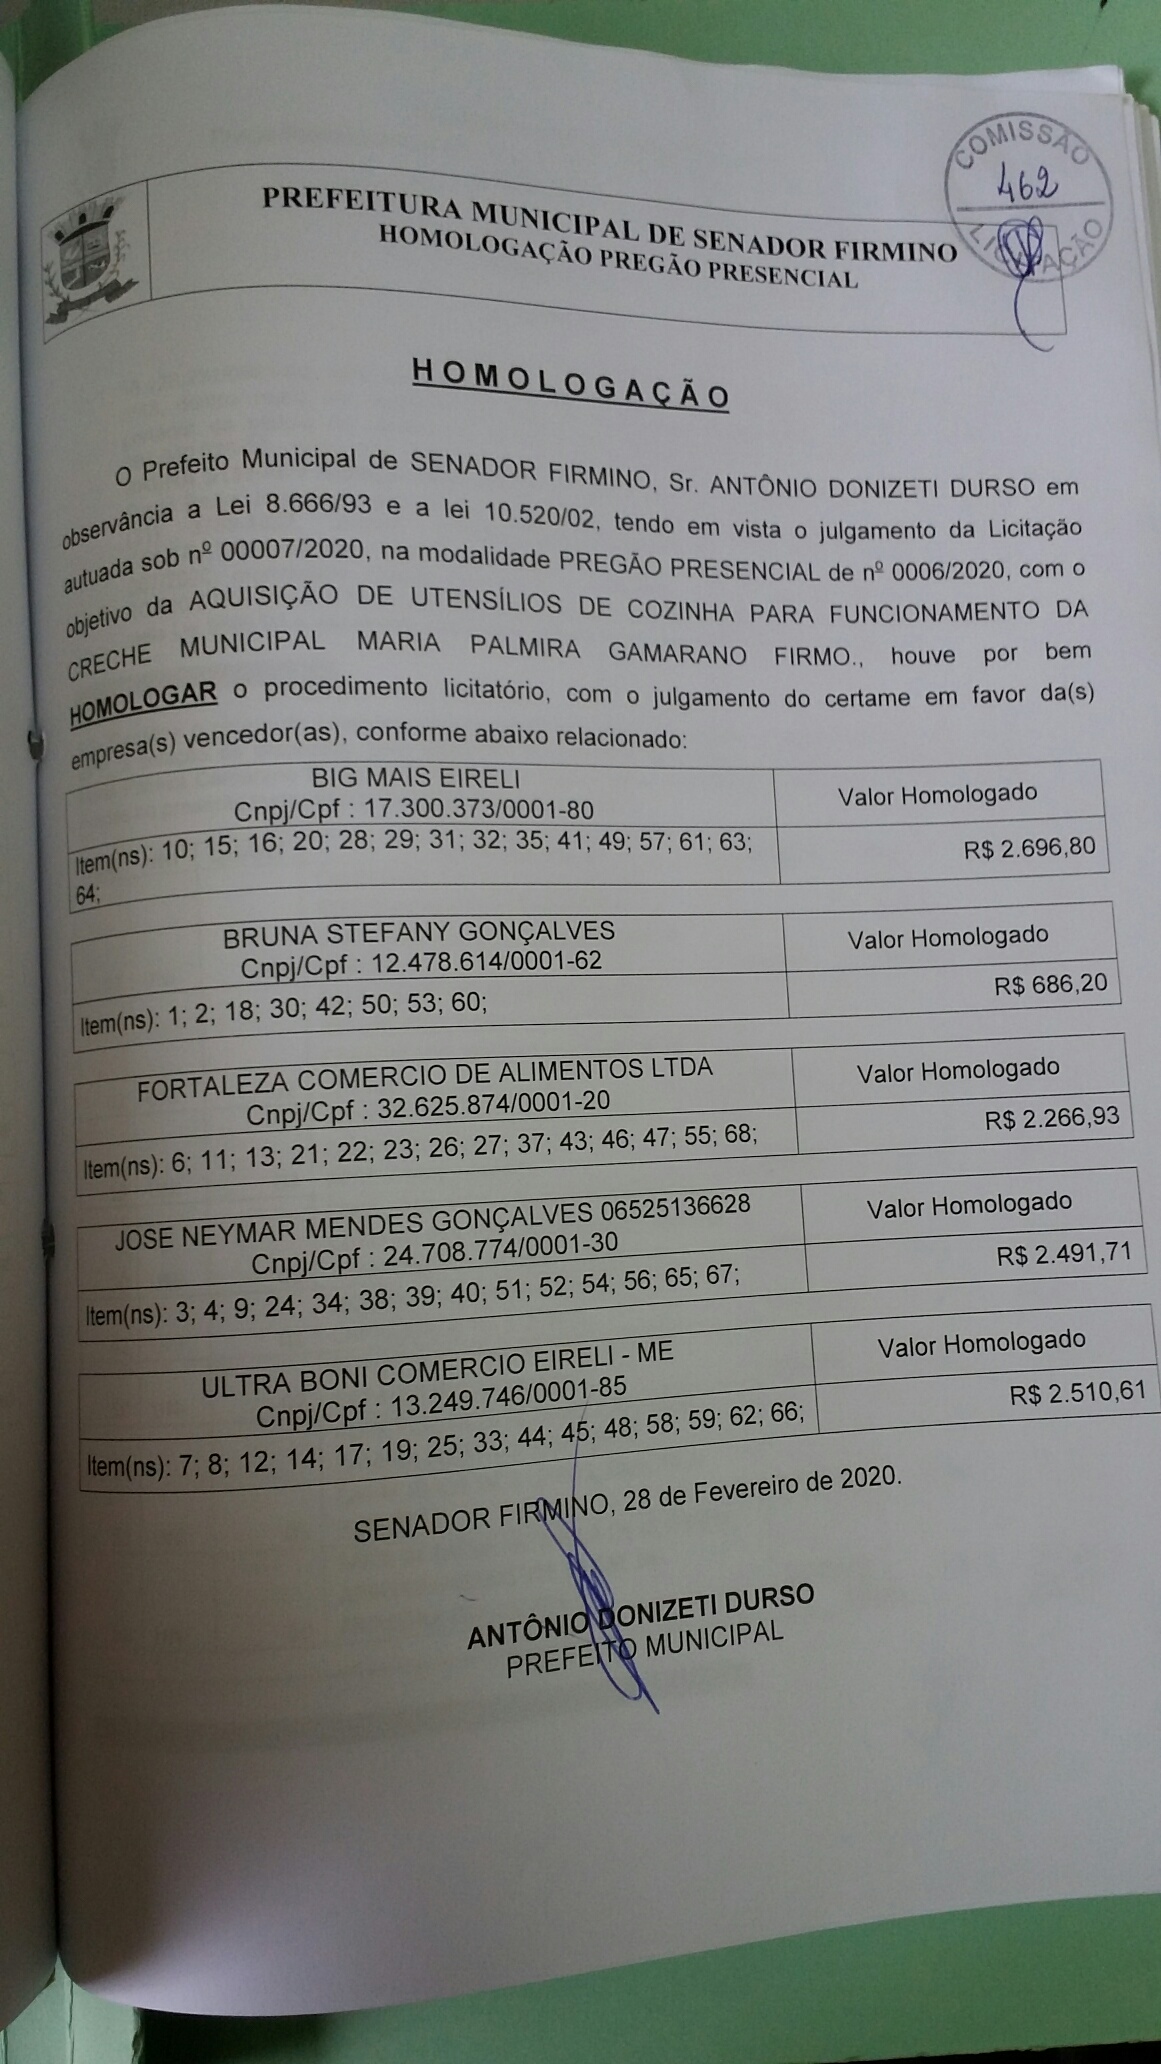 COMISSÃO
462
LICITAÇÃO
PREFEITURA MUNICIPAL DE SENADOR FIRMINO
HOMOLOGAÇÃO PREGÃO PRESENCIAL
HOMOLOGAÇÃO
O Prefeito Municipal de SENADOR FIRMINO, Sr. ANTÔNIO DONIZETI DURSO em
observância a Lei 8.666/93 e a lei 10.520/02, tendo em vista o julgamento da Licitação
autuada sob nº 00007/2020, na modalidade PREGÃO PRESENCIAL de nº 0006/2020, com o
objetivo da AQUISIÇÃO DE UTENSÍLIOS DE COZINHA PARA FUNCIONAMENTO DA
CRECHE MUNICIPAL MARIA PALMIRA GAMARANO FIRMO., houve por bem
HOMOLOGAR o procedimento licitatório, com o julgamento do certame em favor da(s)
empresa(s) vencedor(as), conforme abaixo relacionado:
BIG MAIS EIRELI
Cnpj/Cpf : 17.300.373/0001-80
Valor Homologado
Item(ns): 10; 15; 16; 20; 28; 29; 31; 32; 35; 41; 49; 57; 61; 63;
64;
R$ 2.696,80
BRUNA STEFANY GONÇALVES
Cnpj/Cpf : 12.478.614/0001-62
Valor Homologado
Item(ns): 1; 2; 18; 30; 42; 50; 53; 60;
R$ 686,20
FORTALEZA COMERCIO DE ALIMENTOS LTDA
Cnpj/Cpf : 32.625.874/0001-20
Valor Homologado
Item(ns): 6; 11; 13; 21; 22; 23; 26; 27; 37; 43; 46; 47; 55; 68;
R$ 2.266,93
JOSE NEYMAR MENDES GONÇALVES 06525136628
Cnpj/Cpf : 24.708.774/0001-30
Valor Homologado
Item(ns): 3; 4; 9; 24; 34; 38; 39; 40; 51; 52; 54; 56; 65; 67;
R$ 2.491,71
ULTRA BONI COMERCIO EIRELI - ME
Cnpj/Cpf : 13.249.746/0001-85
Valor Homologado
Item(ns): 7; 8; 12; 14; 17; 19; 25; 33; 44; 45; 48; 58; 59; 62; 66;
R$ 2.510,61
SENADOR FIRMINO, 28 de Fevereiro de 2020.
ANTÔNIO DONIZETI DURSO
PREFEITO MUNICIPAL